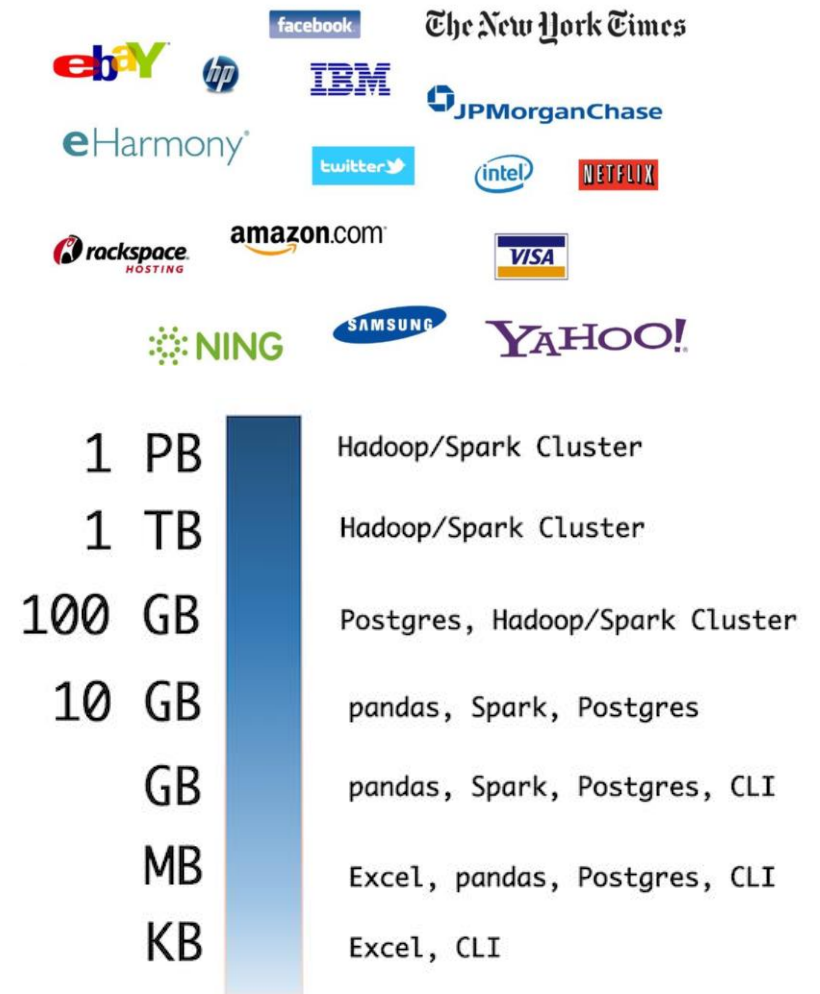 facebook
The New York Times
ebaY
hp
IBM
JPMorganChase
eHarmony®
twitter
intel
NETFLIX
rackspace.
HOSTING
amazon.com
VISA
SAMSUNG
NING
YAHOO!
1 PB Hadoop/Spark Cluster
1 TB Hadoop/Spark Cluster
100 GB Postgres, Hadoop/Spark Cluster
10 GB pandas, Spark, Postgres
GB pandas, Spark, Postgres, CLI
MB Excel, pandas, Postgres, CLI
KB Excel, CLI